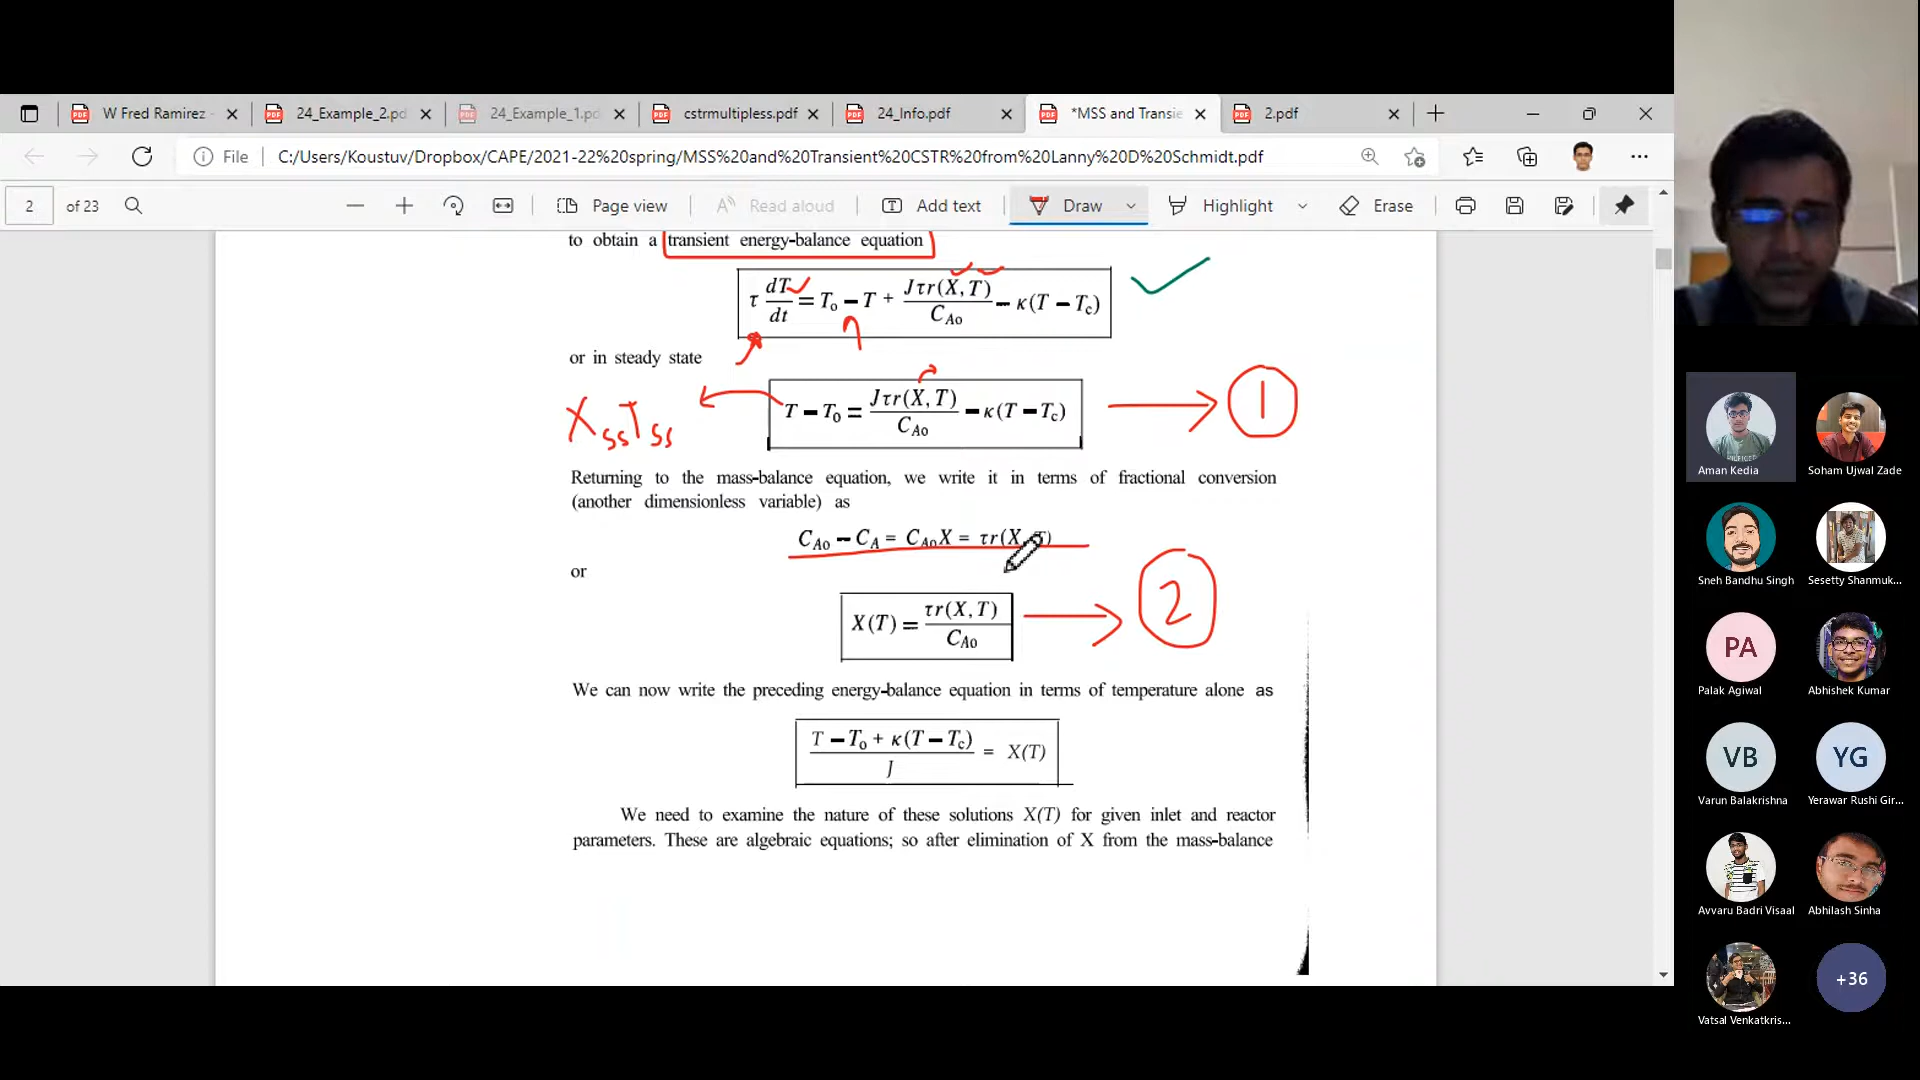 W Fred Ramirez -
24_Example_2.pd
24_Example_1.pd
cstrmultipless.pdf
24_Info.pdf
*MSS and Transie
2.pdf
File
C:/Users/Koustuv/Dropbox/CAPE/2021-22%20spring/MSS%20and%20Transient%20CSTR%20from%20Lanny%20D%20Schmidt.pdf
2 of 23
Page view
Read aloud
Add text
Draw
Highlight
Erase
to obtain a transient energy-balance equation
τ dT/dt = T₀ − T + Jτr(X, T)/C_A₀ − κ(T − T_c)
or in steady state
X_ss T_ss
T − T₀ = Jτr(X, T)/C_A₀ − κ(T − T_c)
1
Returning to the mass-balance equation, we write it in terms of fractional conversion
(another dimensionless variable) as
C_A₀ − C_A = C_A₀X = τr(X, T)
or
X(T) = τr(X, T)/C_A₀
2
We can now write the preceding energy-balance equation in terms of temperature alone as
T − T₀ + κ(T − T_c)/J = X(T)
We need to examine the nature of these solutions X(T) for given inlet and reactor
parameters. These are algebraic equations; so after elimination of X from the mass-balance
Aman Kedia
Soham Ujwal Zade
Sneh Bandhu Singh
Sesetty Shanmuk...
PA
Palak Agiwal
Abhishek Kumar
VB
Varun Balakrishna
YG
Yerawar Rushi Gir...
Avvaru Badri Visaal
Abhilash Sinha
Vatsal Venkatkris...
+36